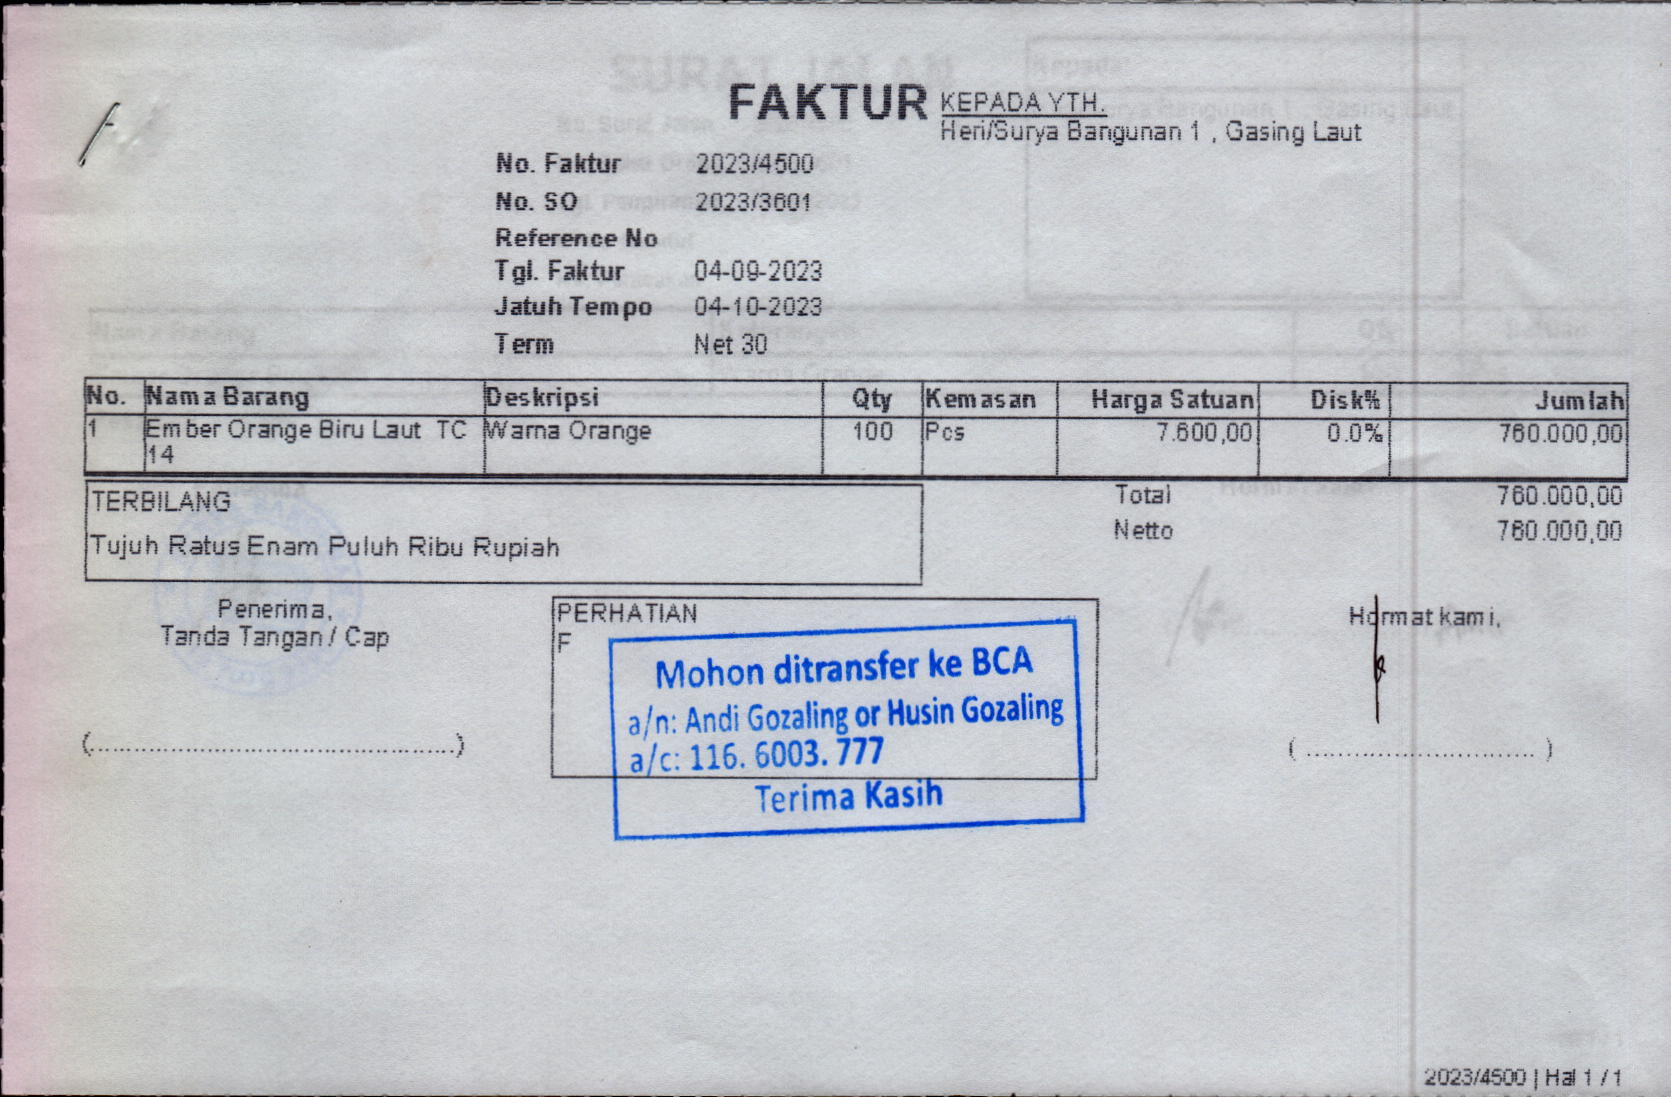 FAKTUR
KEPADA YTH.
Heri/Surya Bangunan 1 , Gasing Laut
No. Faktur 2023/4500
No. SO 2023/3601
Reference No
Tgl. Faktur 04-09-2023
Jatuh Tempo 04-10-2023
Term Net 30
No. Nama Barang Deskripsi Qty Kemasan Harga Satuan Disk% Jumlah
1 Ember Orange Biru Laut TC Warna Orange 100 Pcs 7.600,00 0.0% 760.000,00
14
TERBILANG
Tujuh Ratus Enam Puluh Ribu Rupiah
Total 760.000,00
Netto 760.000,00
Penerima,
Tanda Tangan / Cap
(............................................)
PERHATIAN
F
Mohon ditransfer ke BCA
a/n: Andi Gozaling or Husin Gozaling
a/c: 116. 6003. 777
Terima Kasih
Hormat kami,
( ............................ )
2023/4500 | Hal 1 / 1